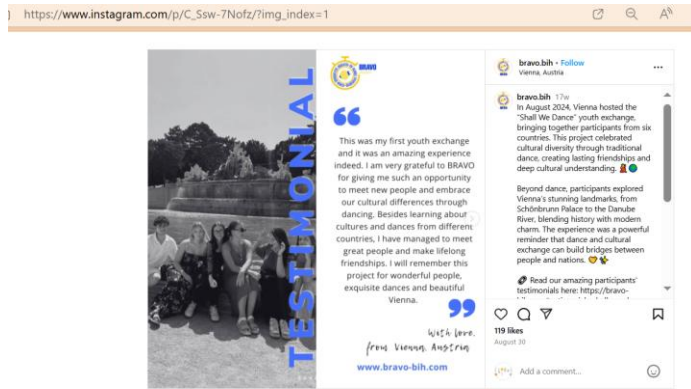 https://www.instagram.com/p/C_Ssw-7Nofz/?img_index=1
TESTIMONIAL
BRAVO
“
This was my first youth exchange
and it was an amazing experience
indeed. I am very grateful to BRAVO
for giving me such an opportunity
to meet new people and embrace
our cultural differences through
dancing. Besides learning about
cultures and dances from different
countries, I have managed to meet
great people and make lifelong
friendships. I will remember this
project for wonderful people,
exquisite dances and beautiful
Vienna.
”
With love,
from Vienna, Austria
www.bravo-bih.com
bravo.bih • Follow
Vienna, Austria
bravo.bih 17w
In August 2024, Vienna hosted the
"Shall We Dance" youth exchange,
bringing together participants from six
countries. This project celebrated
cultural diversity through traditional
dance, creating lasting friendships and
deep cultural understanding.
Beyond dance, participants explored
Vienna's stunning landmarks, from
Schönbrunn Palace to the Danube
River, blending history with modern
charm. The experience was a powerful
reminder that dance and cultural
exchange can build bridges between
people and nations.
Read our amazing participants'
testimonials here: https://bravo-
119 likes
August 30
Add a comment...